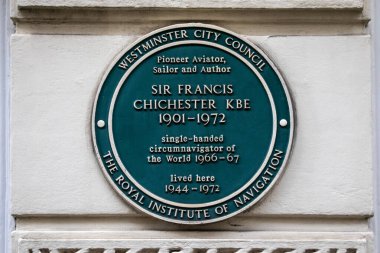 WESTMINSTER CITY COUNCIL
Pioneer Aviator,
Sailor and Author
SIR FRANCIS
CHICHESTER KBE
1901–1972
single-handed
circumnavigator of
the World 1966–67
lived here
1944–1972
THE ROYAL INSTITUTE OF NAVIGATION